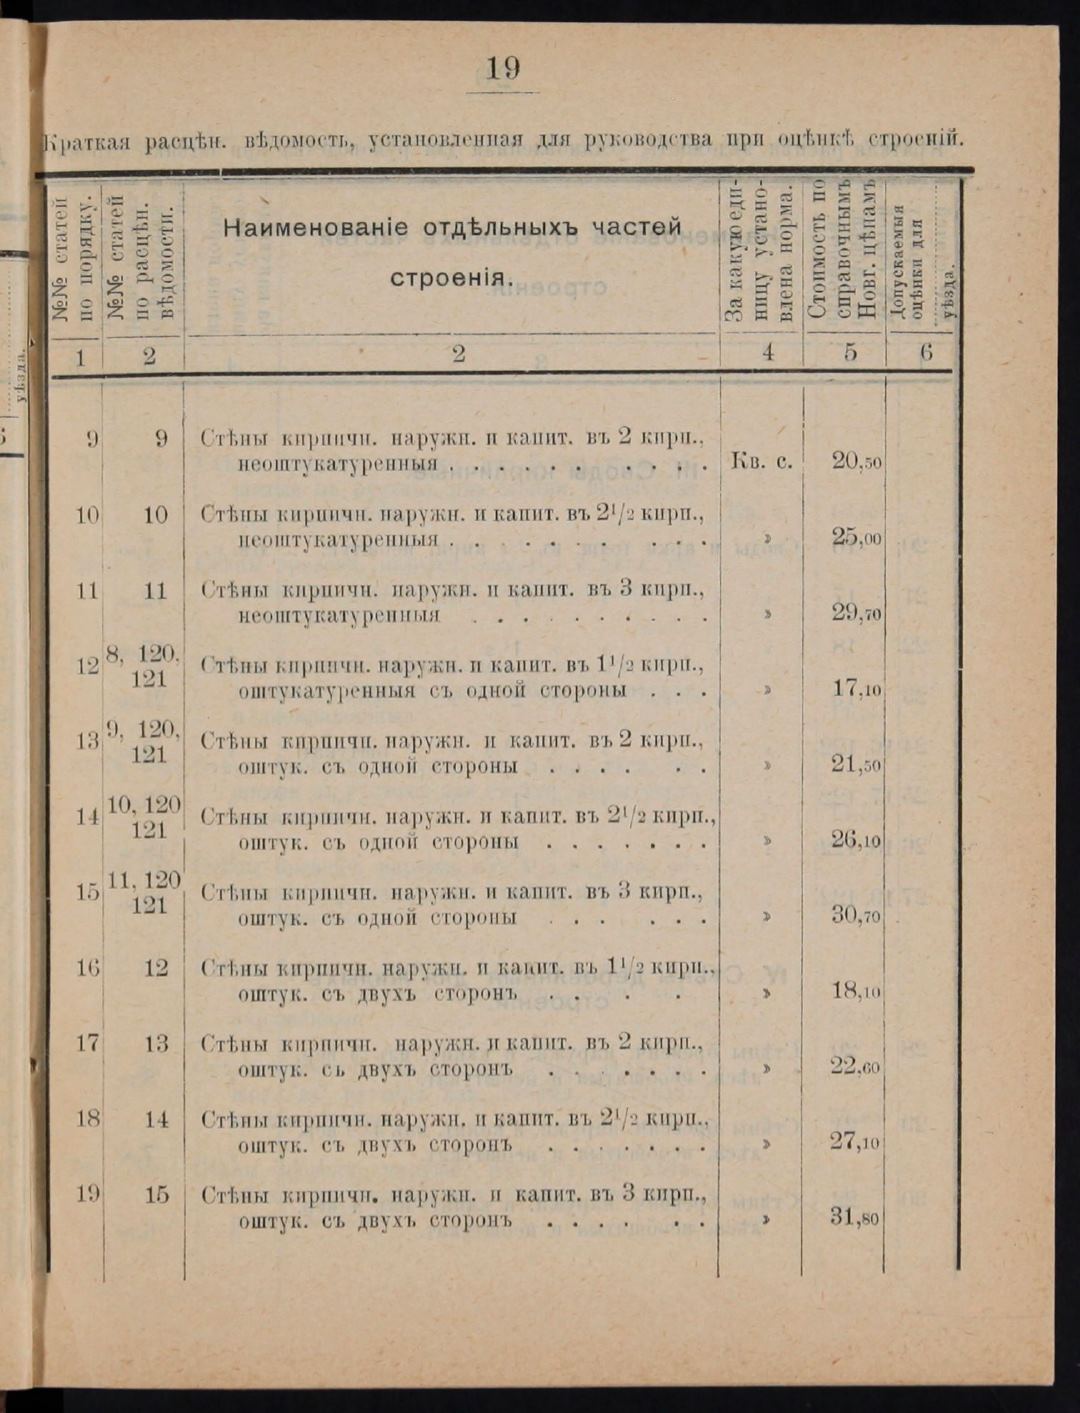 19
Краткая расцѣн. вѣдомость, установленная для руководства при оцѣнкѣ строеній.
№№ статей
по порядку.
№№ статей
по расцѣн.
вѣдомости.
Наименованіе отдѣльныхъ частей
строенія.
За какую еди-
ницу устано-
влена норма.
Стоимость по
справочнымъ
Новг. цѣнамъ
Допускаемыя
оцѣнки для
уѣзда.
1 2 2 4 5 6
9 9 Стѣны кирпичн. наружн. и капит. въ 2 кирп.,
неоштукатуренныя . . . . . . . . . . Кв. с. 20,50
10 10 Стѣны кирпичн. наружн. и капит. въ 2¹/₂ кирп.,
неоштукатуренныя . . . . . . . . . » 25,00
11 11 Стѣны кирпичн. наружн. и капит. въ 3 кирп.,
неоштукатуренныя . . . . . . . . . . » 29,70
12 8, 120, Стѣны кирпичн. наружн. и капит. въ 1¹/₂ кирп.,
121 оштукатуренныя съ одной стороны . . . » 17,10
13 9, 120, Стѣны кирпичн. наружн. и капит. въ 2 кирп.,
121 оштук. съ одной стороны . . . . . . » 21,50
14 10, 120 Стѣны кирпичн. наружн. и капит. въ 2¹/₂ кирп.,
121 оштук. съ одной стороны . . . . . . . » 26,10
15 11, 120 Стѣны кирпичн. наружн. и капит. въ 3 кирп.,
121 оштук. съ одной стороны . . . . . . » 30,70
16 12 Стѣны кирпичн. наружн. и капит. въ 1¹/₂ кирп.,
оштук. съ двухъ сторонъ . . . . » 18,10
17 13 Стѣны кирпичн. наружн. и капит. въ 2 кирп.,
оштук. съ двухъ сторонъ . . . . . . . » 22,60
18 14 Стѣны кирпичн. наружн. и капит. въ 2¹/₂ кирп.,
оштук. съ двухъ сторонъ . . . . . . . » 27,10
19 15 Стѣны кирпичн. наружн. и капит. въ 3 кирп.,
оштук. съ двухъ сторонъ . . . . . . » 31,80